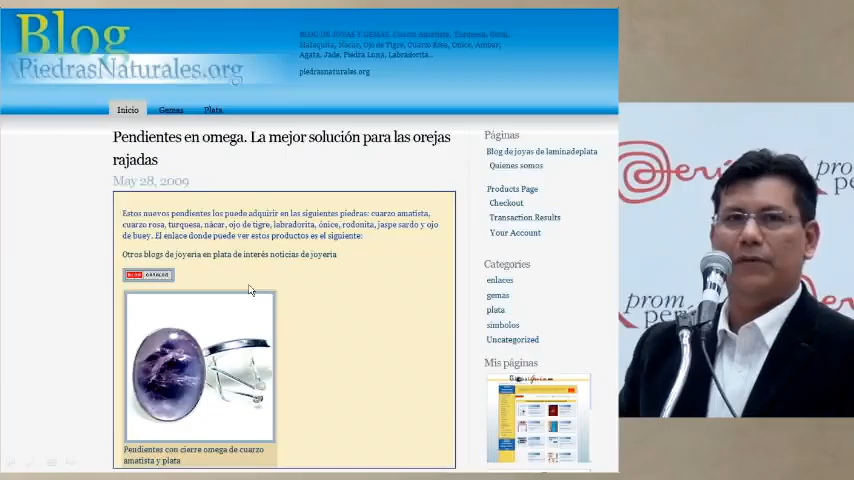 Blog
PiedrasNaturales.org
BLOG DE JOYAS Y GEMAS. Cuarzo Amatista, Turquesa, Coral,
Malaquita, Nácar, Ojo de Tigre, Cuarzo Rosa, Onice, Ambar,
Agata, Jade, Piedra Luna, Labradorita...
piedrasnaturales.org
Inicio
Gemas
Plata
Pendientes en omega. La mejor solución para las orejas
rajadas
May 28, 2009
Estos nuevos pendientes los puede adquirir en las siguientes piedras: cuarzo amatista,
cuarzo rosa, turquesa, nácar, ojo de tigre, labradorita, ónice, rodonita, jaspe sardo y ojo
de buey. El enlace donde puede ver estos productos es el siguiente:
Otros blogs de joyeria en plata de interés noticias de joyeria
BLOG CATALOG
Pendientes con cierre omega de cuarzo
amatista y plata
Páginas
Blog de joyas de laminadeplata
Quienes somos
Products Page
Checkout
Transaction Results
Your Account
Categories
enlaces
gemas
plata
simbolos
Uncategorized
Mis páginas
Perú
prom
perú
prom
perú